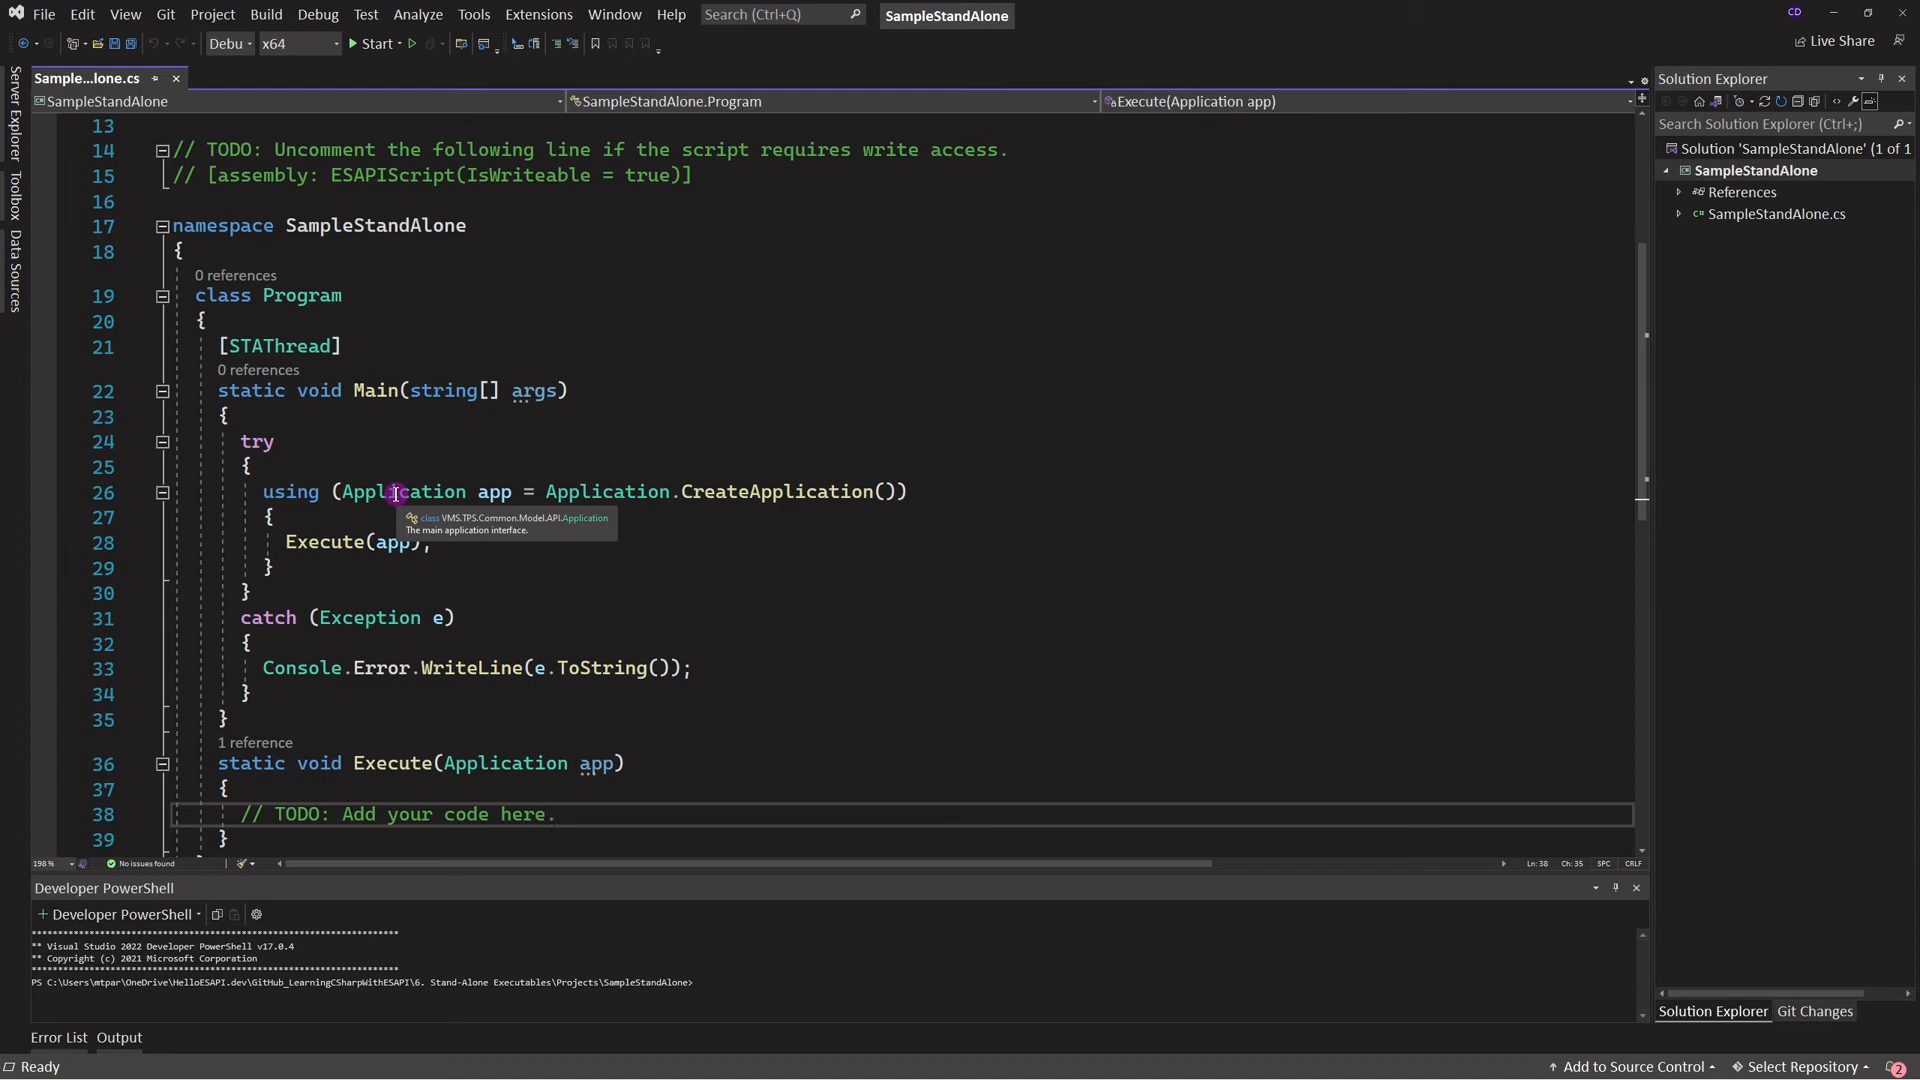 File Edit View Git Project Build Debug Test Analyze Tools Extensions Window Help Search (Ctrl+Q) SampleStandAlone CD
Debu x64 Start Live Share
Server Explorer
Toolbox
Data Sources
Sample...lone.cs
SampleStandAlone SampleStandAlone.Program Execute(Application app)
13
14 // TODO: Uncomment the following line if the script requires write access.
15 // [assembly: ESAPIScript(IsWriteable = true)]
16
17 namespace SampleStandAlone
18 {
0 references
19 class Program
20 {
21 [STAThread]
0 references
22 static void Main(string[] args)
23 {
24 try
25 {
26 using (Application app = Application.CreateApplication())
27 {
class VMS.TPS.Common.Model.API.Application
The main application interface.
28 Execute(app);
29 }
30 }
31 catch (Exception e)
32 {
33 Console.Error.WriteLine(e.ToString());
34 }
35 }
1 reference
36 static void Execute(Application app)
37 {
38 // TODO: Add your code here.
39 }
198 % No issues found Ln: 38 Ch: 35 SPC CRLF
Developer PowerShell
+ Developer PowerShell
**********************************************************************
** Visual Studio 2022 Developer PowerShell v17.0.4
** Copyright (c) 2021 Microsoft Corporation
**********************************************************************
PS C:\Users\mtpar\OneDrive\HelloESAPI.dev\GitHub_LearningCSharpWithESAPI\6. Stand-Alone Executables\Projects\SampleStandAlone>
Error List Output
Solution Explorer
Search Solution Explorer (Ctrl+;)
Solution 'SampleStandAlone' (1 of 1
SampleStandAlone
References
C# SampleStandAlone.cs
Solution Explorer Git Changes
Ready Add to Source Control Select Repository 2